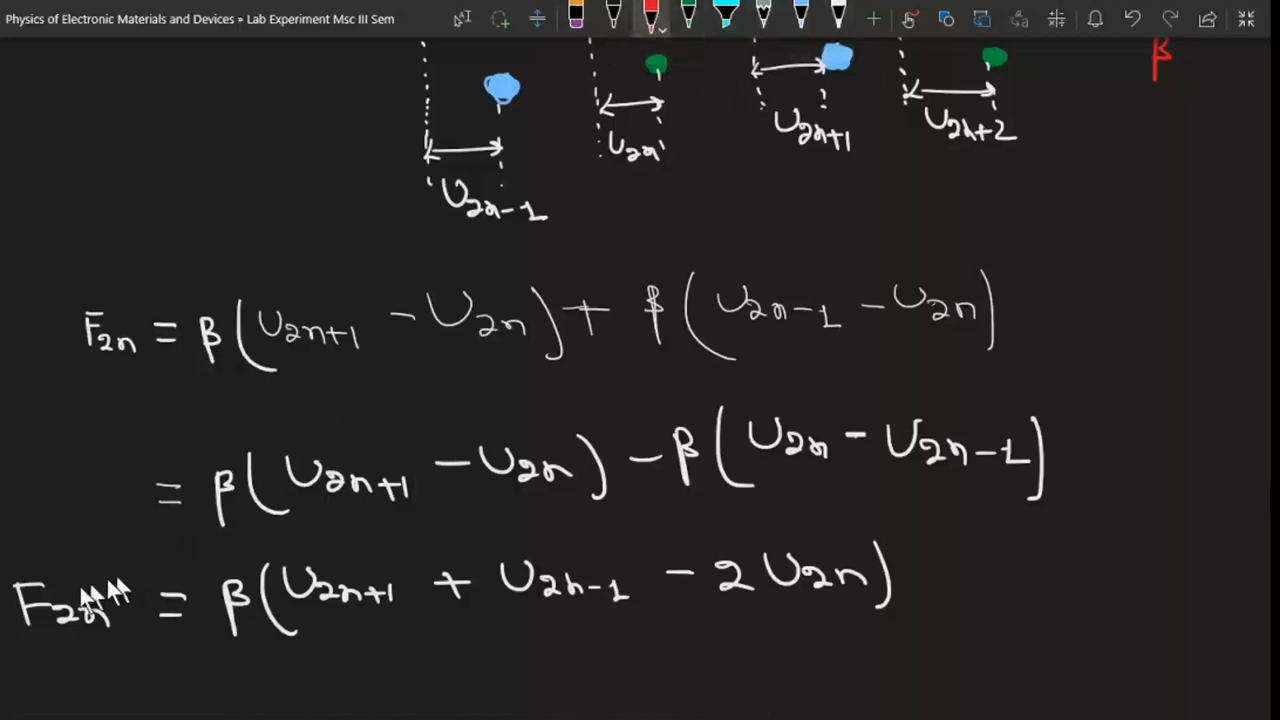 Physics of Electronic Materials and Devices » Lab Experiment Msc III Sem
β
U₂ₙ₋₁ U₂ₙ U₂ₙ₊₁ U₂ₙ₊₂
F₂ₙ = β(U₂ₙ₊₁ - U₂ₙ) + β(U₂ₙ₋₁ - U₂ₙ)
= β(U₂ₙ₊₁ - U₂ₙ) - β(U₂ₙ - U₂ₙ₋₁)
F₂ₙ = β(U₂ₙ₊₁ + U₂ₙ₋₁ - 2U₂ₙ)